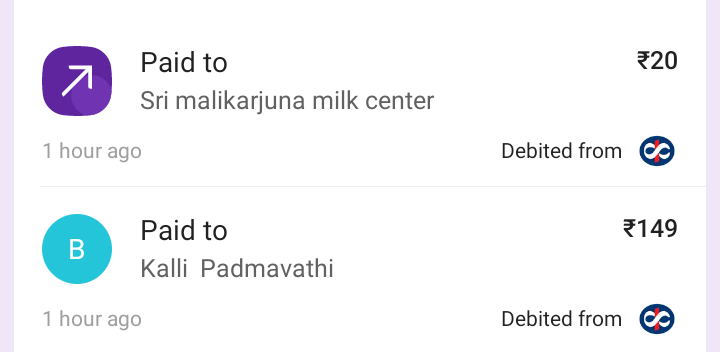 Paid to
₹20
Sri malikarjuna milk center
1 hour ago
Debited from
B
Paid to
₹149
Kalli  Padmavathi
1 hour ago
Debited from